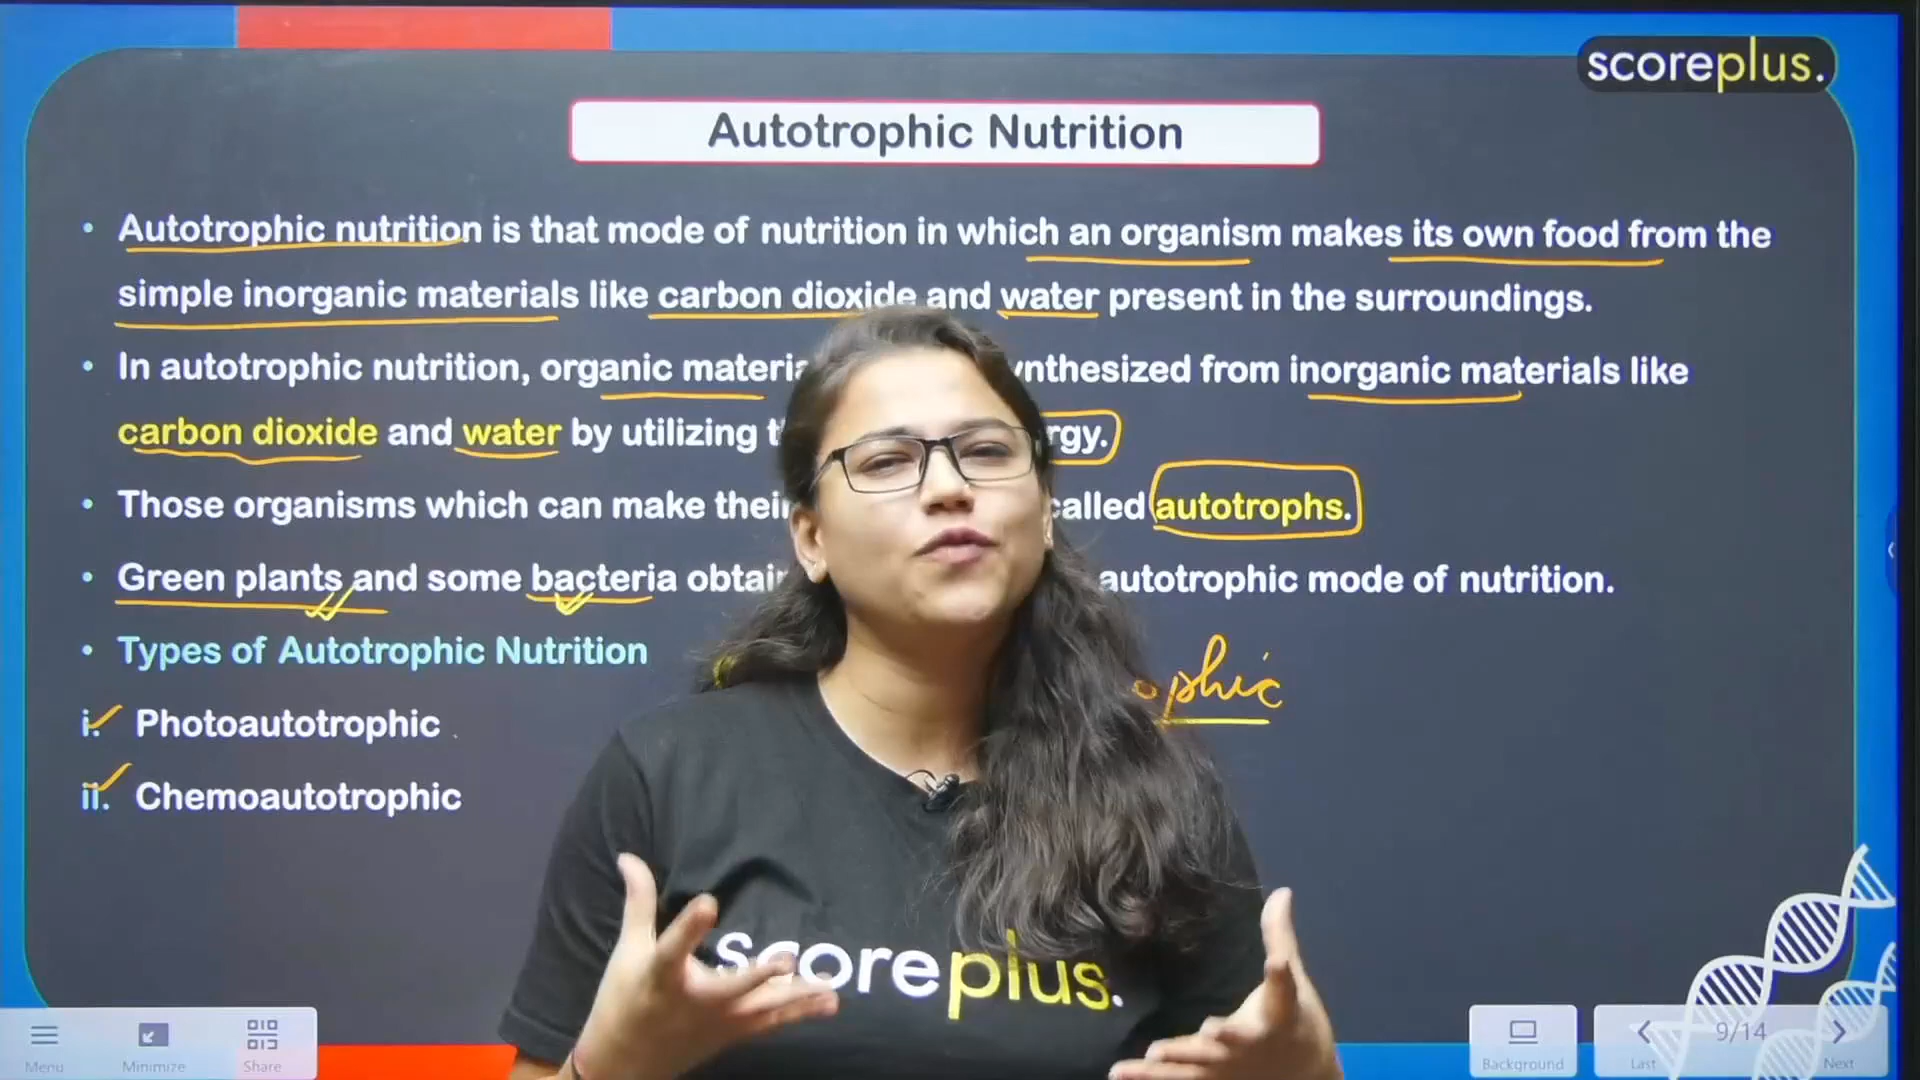 scoreplus.
Autotrophic Nutrition
• Autotrophic nutrition is that mode of nutrition in which an organism makes its own food from the
simple inorganic materials like carbon dioxide and water present in the surroundings.
• In autotrophic nutrition, organic materia nthesized from inorganic materials like
carbon dioxide and water by utilizing t rgy.
• Those organisms which can make thei called autotrophs.
• Green plants and some bacteria obtai autotrophic mode of nutrition.
• Types of Autotrophic Nutrition
ophic
i. Photoautotrophic
ii. Chemoautotrophic
scoreplus.
Menu Minimize Share Background Last 9/14 Next